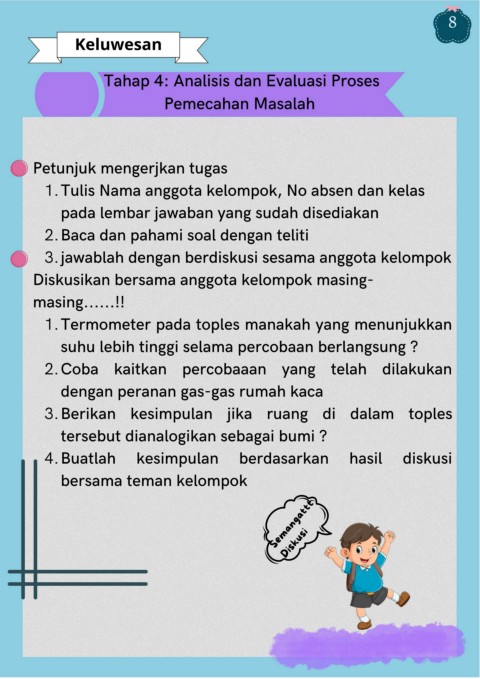 8
Keluwesan
Tahap 4: Analisis dan Evaluasi Proses
Pemecahan Masalah
Petunjuk mengerjkan tugas
1. Tulis Nama anggota kelompok, No absen dan kelas
pada lembar jawaban yang sudah disediakan
2. Baca dan pahami soal dengan teliti
3. jawablah dengan berdiskusi sesama anggota kelompok
Diskusikan bersama anggota kelompok masing-
masing......!!
1. Termometer pada toples manakah yang menunjukkan
suhu lebih tinggi selama percobaan berlangsung ?
2. Coba kaitkan percobaaan yang telah dilakukan
dengan peranan gas-gas rumah kaca
3. Berikan kesimpulan jika ruang di dalam toples
tersebut dianalogikan sebagai bumi ?
4. Buatlah kesimpulan berdasarkan hasil diskusi
bersama teman kelompok
Semangattt
Diskusi